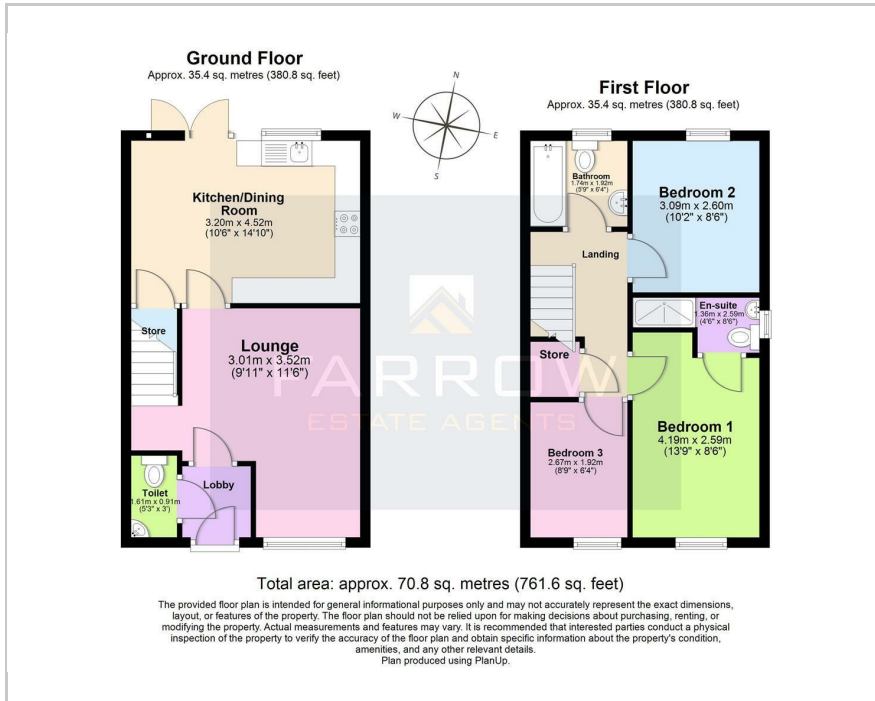 Ground Floor
Approx. 35.4 sq. metres (380.8 sq. feet)
N
W
E
S
Kitchen/Dining
Room
3.20m x 4.52m
(10'6" x 14'10")
Store
Lounge
3.01m x 3.52m
(9'11" x 11'6")
Toilet
1.61m x 0.91m
(5'3" x 3')
Lobby
First Floor
Approx. 35.4 sq. metres (380.8 sq. feet)
Bathroom
1.74m x 1.92m
(5'9" x 6'4")
Bedroom 2
3.09m x 2.60m
(10'2" x 8'6")
Landing
En-suite
1.36m x 2.59m
(4'6" x 8'6")
Store
Bedroom 1
4.19m x 2.59m
(13'9" x 8'6")
Bedroom 3
2.67m x 1.92m
(8'9" x 6'4")
FARROW
ESTATE AGENTS
Total area: approx. 70.8 sq. metres (761.6 sq. feet)
The provided floor plan is intended for general informational purposes only and may not accurately represent the exact dimensions,
layout, or features of the property. The floor plan should not be relied upon for making decisions about purchasing, renting, or
modifying the property. Actual measurements and features may vary. It is recommended that interested parties conduct a physical
inspection of the property to verify the accuracy of the floor plan and obtain specific information about the property's condition,
amenities, and any other relevant details.
Plan produced using PlanUp.